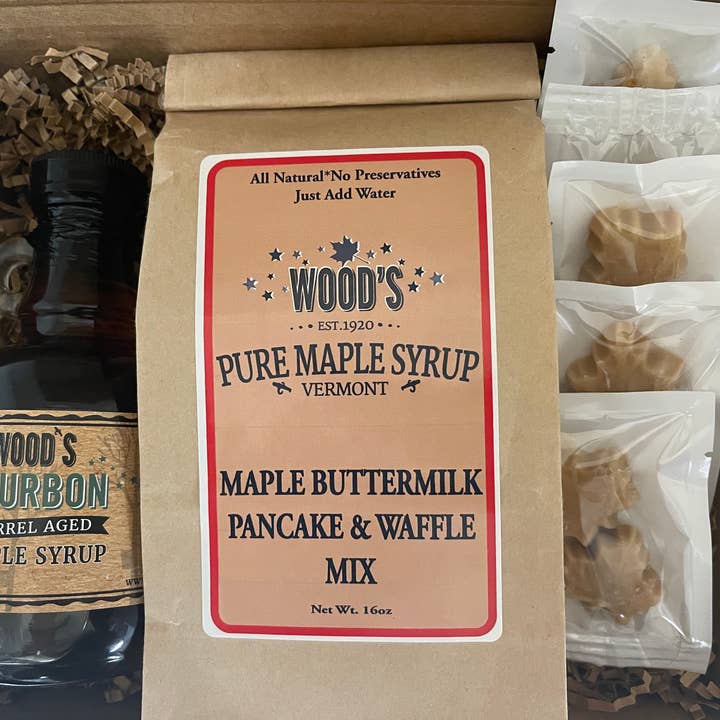 All Natural*No Preservatives
Just Add Water
WOOD'S
EST.1920
PURE MAPLE SYRUP
VERMONT
MAPLE BUTTERMILK
PANCAKE & WAFFLE
MIX
Net Wt. 16oz
WOOD'S
URBON
RREL AGED
PLE SYRUP